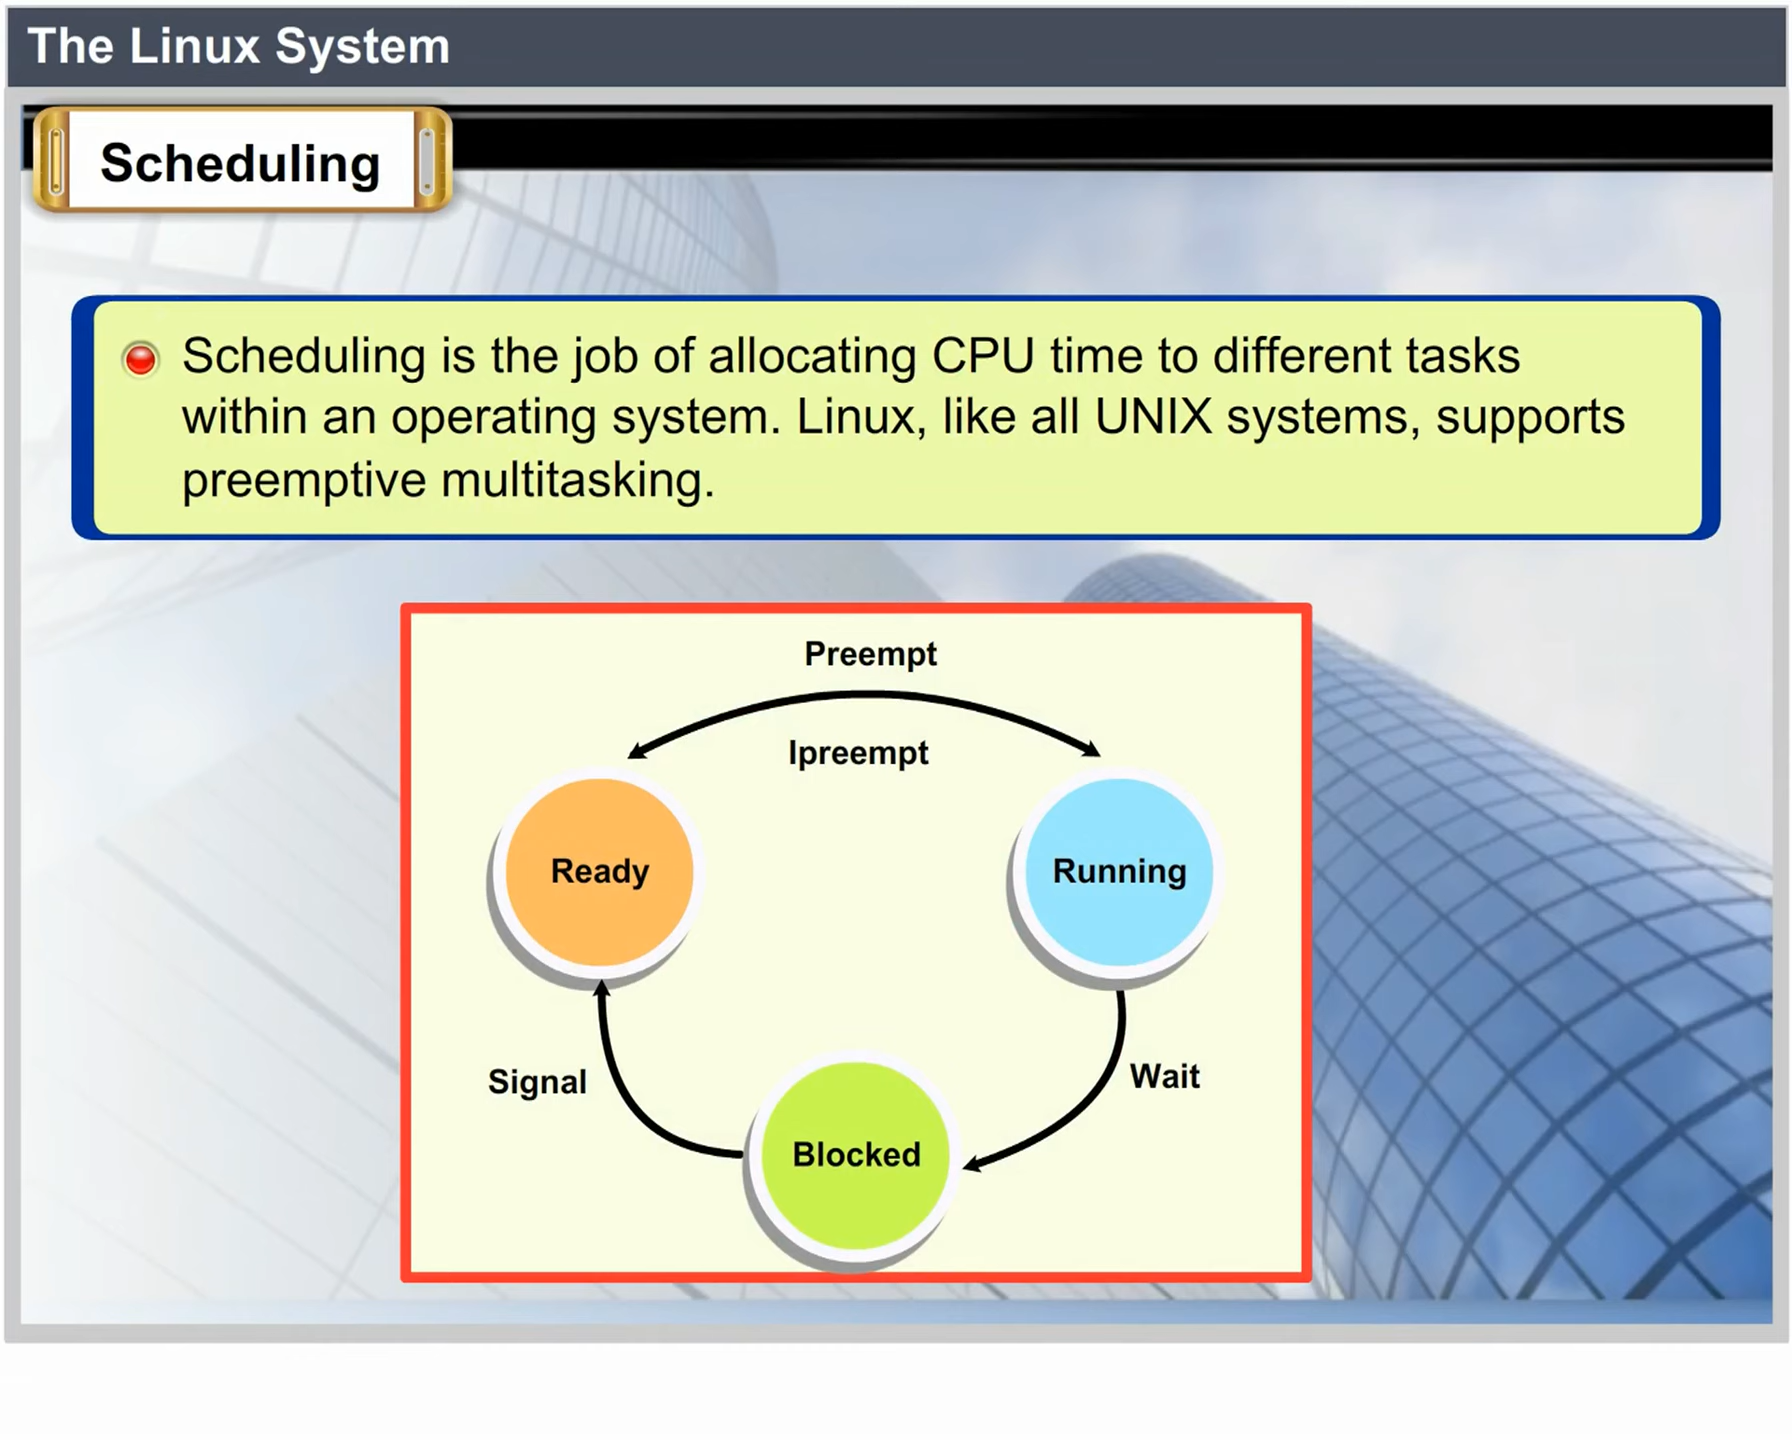 The Linux System
Scheduling
Scheduling is the job of allocating CPU time to different tasks
within an operating system. Linux, like all UNIX systems, supports
preemptive multitasking.
Preempt
Ipreempt
Ready
Running
Signal
Wait
Blocked